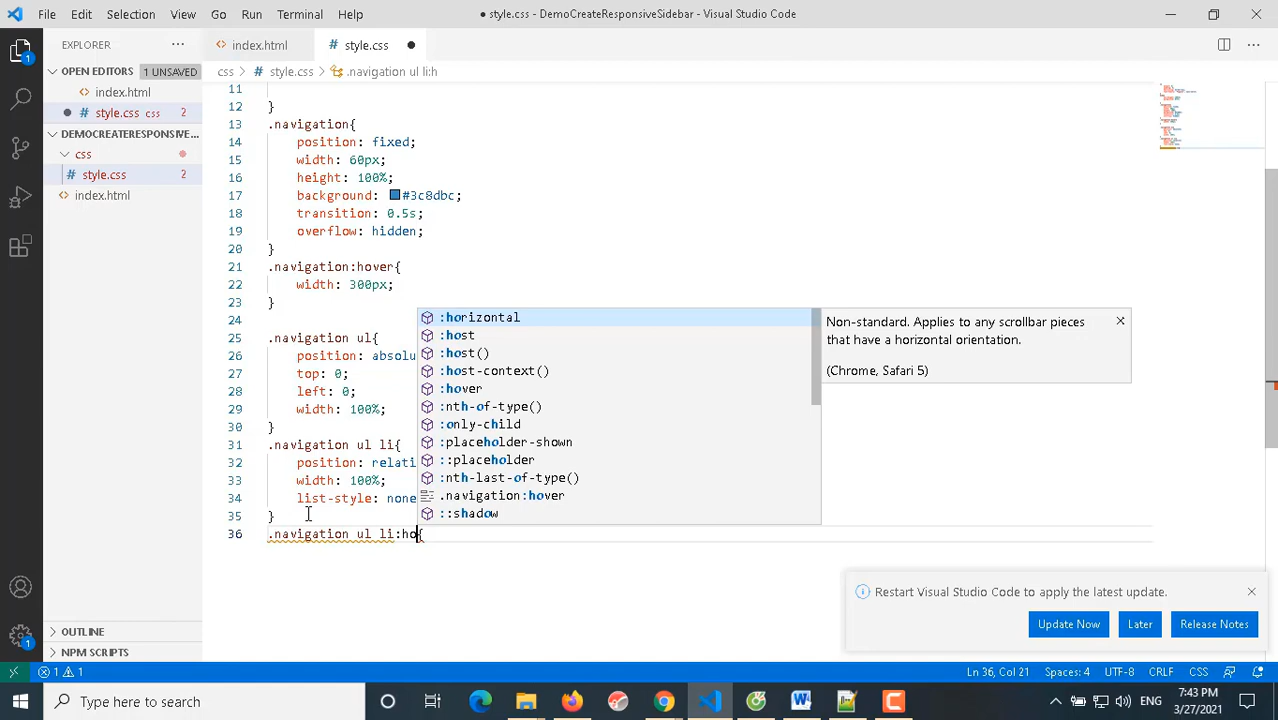 File Edit Selection View Go Run Terminal Help
● style.css - DemoCreateResponsiveSidebar - Visual Studio Code
EXPLORER ···
index.html
# style.css ●
OPEN EDITORS 1 UNSAVED
css > # style.css > .navigation ul li:h
index.html
# style.css css 2
DEMOCREATERESPONSIVE...
css
# style.css 2
index.html
11
12 }
13 .navigation{
14 position: fixed;
15 width: 60px;
16 height: 100%;
17 background: #3c8dbc;
18 transition: 0.5s;
19 overflow: hidden;
20 }
21 .navigation:hover{
22 width: 300px;
23 }
24
25 .navigation ul{
26 position: absolu
27 top: 0;
28 left: 0;
29 width: 100%;
30 }
31 .navigation ul li{
32 position: relati
33 width: 100%;
34 list-style: none
35 }
36 .navigation ul li:ho{
:horizontal
:host
:host()
:host-context()
:hover
:nth-of-type()
:only-child
:placeholder-shown
::placeholder
:nth-last-of-type()
.navigation:hover
::shadow
Non-standard. Applies to any scrollbar pieces
that have a horizontal orientation.
(Chrome, Safari 5)
Restart Visual Studio Code to apply the latest update.
Update Now Later Release Notes
OUTLINE
NPM SCRIPTS
1
1
1 1
Ln 36, Col 21 Spaces: 4 UTF-8 CRLF CSS
Type here to search
ENG
7:43 PM
3/27/2021